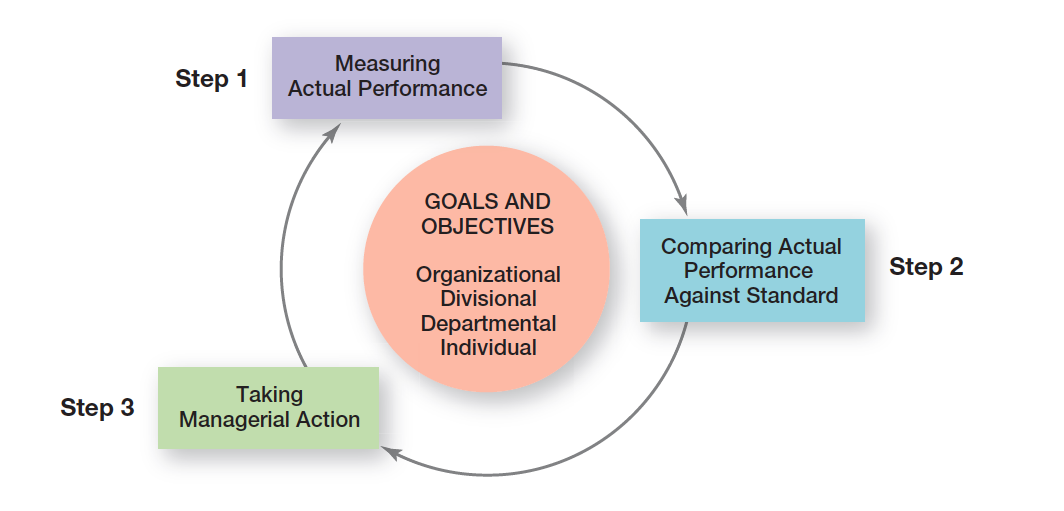 Step 1
Measuring
Actual Performance
GOALS AND
OBJECTIVES
Organizational
Divisional
Departmental
Individual
Comparing Actual
Performance
Against Standard
Step 2
Step 3
Taking
Managerial Action